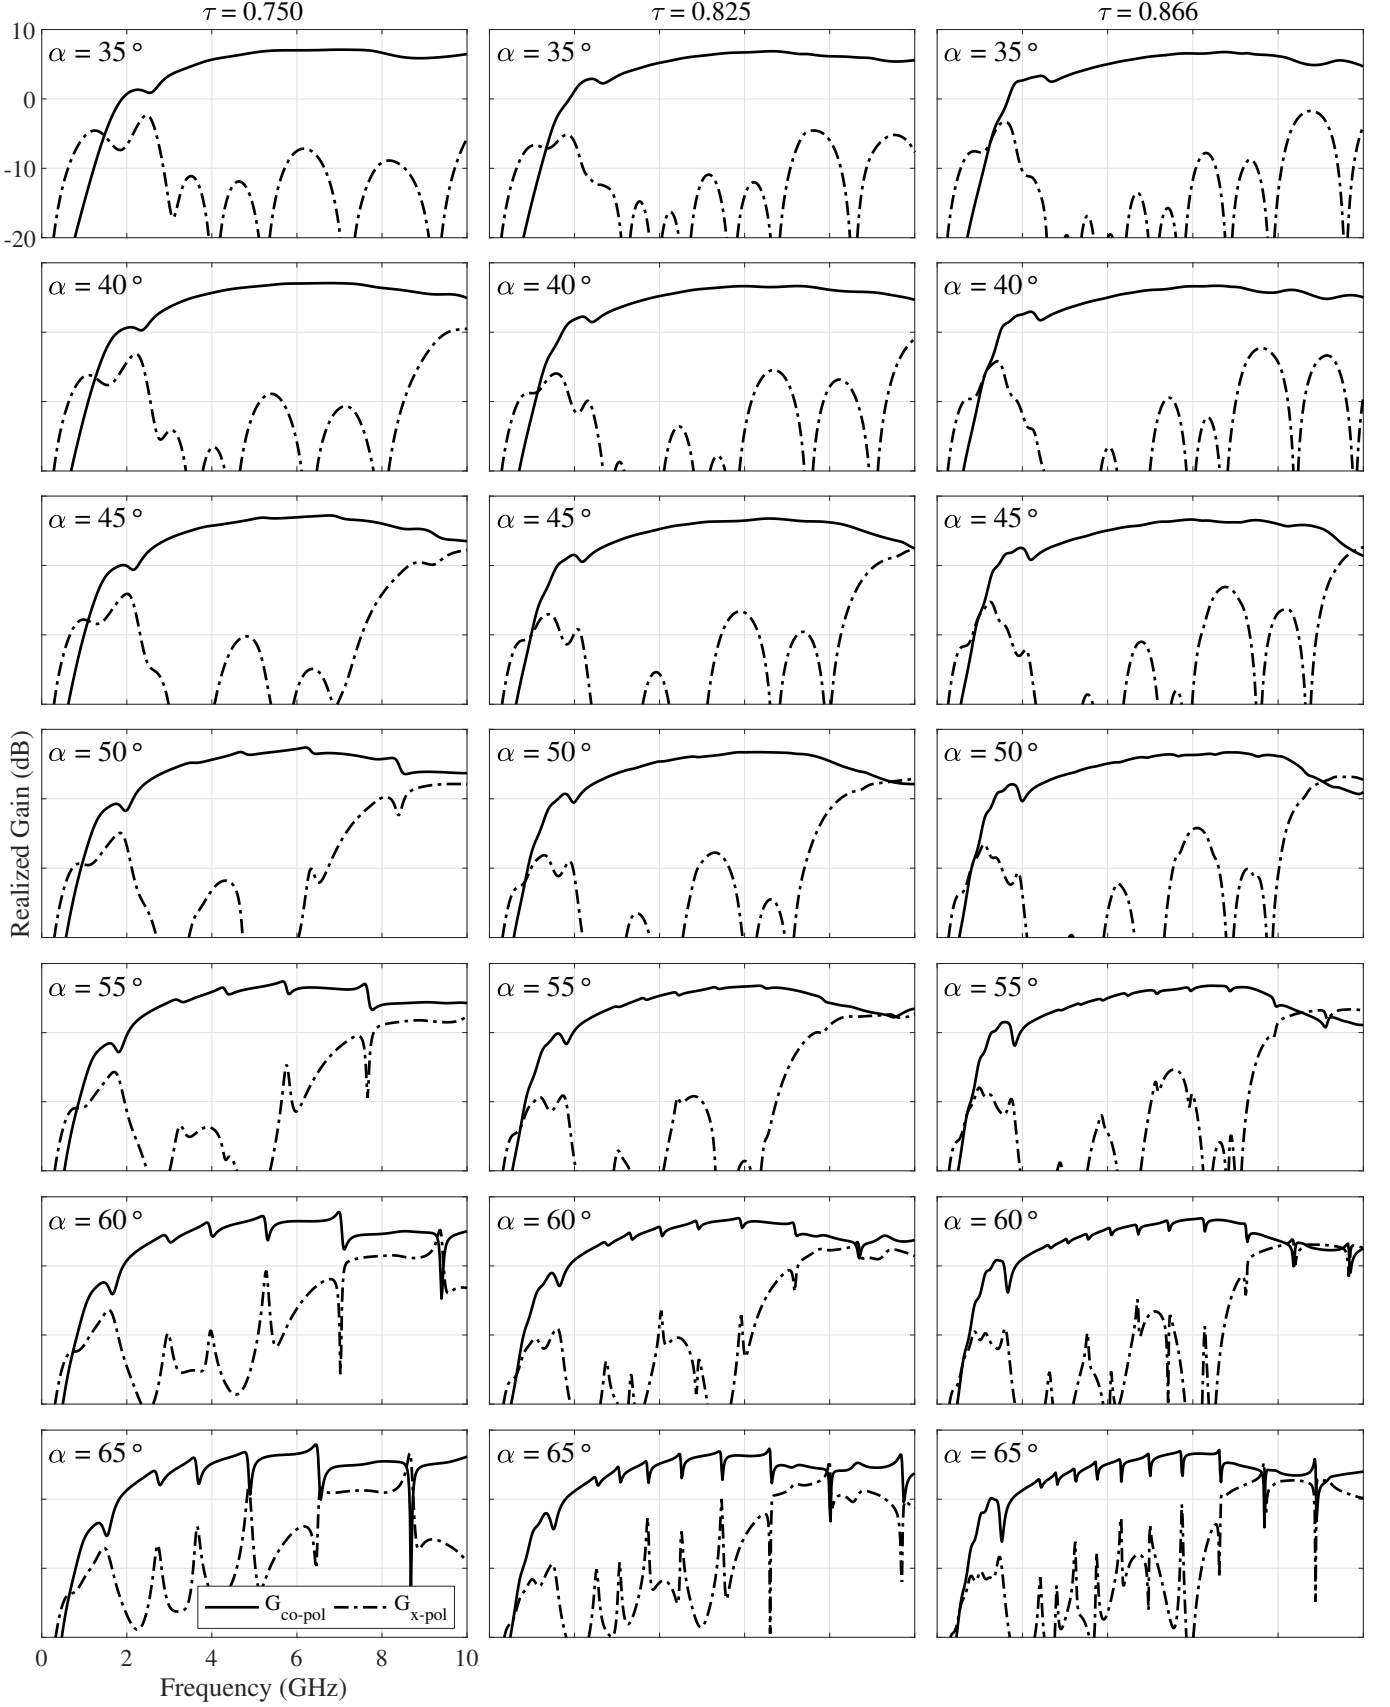 τ = 0.750 τ = 0.825 τ = 0.866
10
α = 35° α = 35° α = 35°
0
-10
-20
α = 40° α = 40° α = 40°
α = 45° α = 45° α = 45°
α = 50° α = 50° α = 50°
Realized Gain (dB)
α = 55° α = 55° α = 55°
α = 60° α = 60° α = 60°
α = 65° α = 65° α = 65°
G co-pol G x-pol
0 2 4 6 8 10
Frequency (GHz)